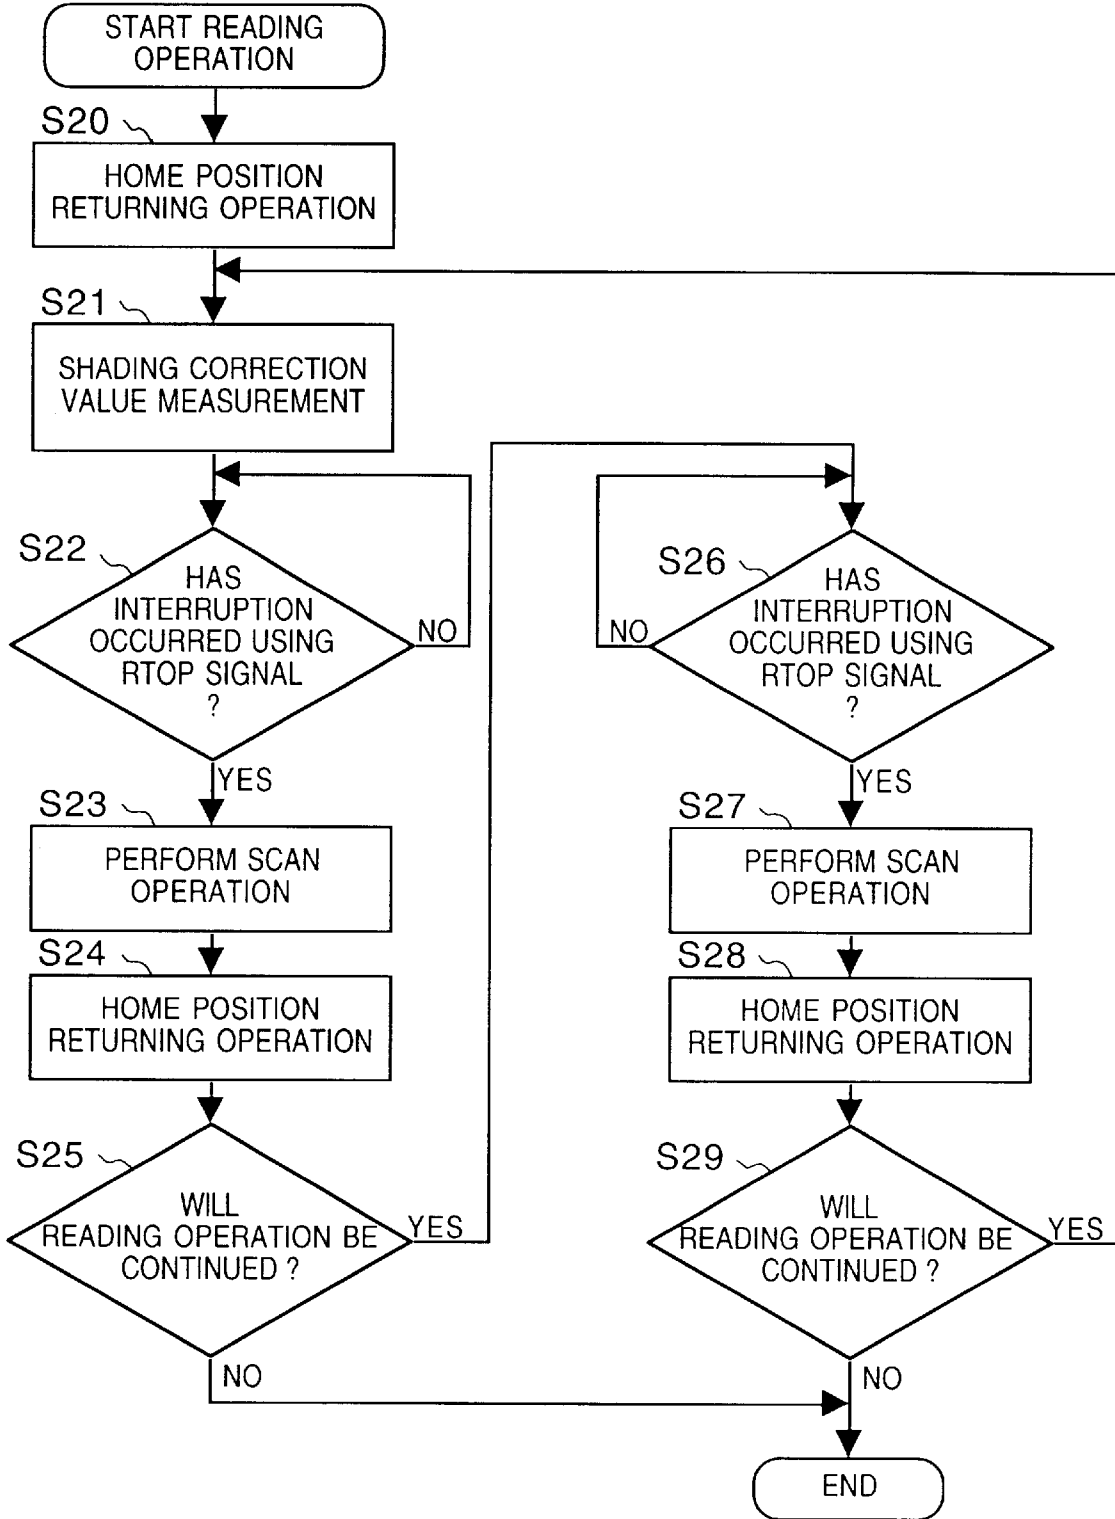 START READING
OPERATION
S20
HOME POSITION
RETURNING OPERATION
S21
SHADING CORRECTION
VALUE MEASUREMENT
S22
HAS
INTERRUPTION
OCCURRED USING
RTOP SIGNAL
?
NO
YES
S23
PERFORM SCAN
OPERATION
S24
HOME POSITION
RETURNING OPERATION
S25
WILL
READING OPERATION BE
CONTINUED ?
YES
NO
S26
HAS
INTERRUPTION
OCCURRED USING
RTOP SIGNAL
?
NO
YES
S27
PERFORM SCAN
OPERATION
S28
HOME POSITION
RETURNING OPERATION
S29
WILL
READING OPERATION BE
CONTINUED ?
YES
NO
END